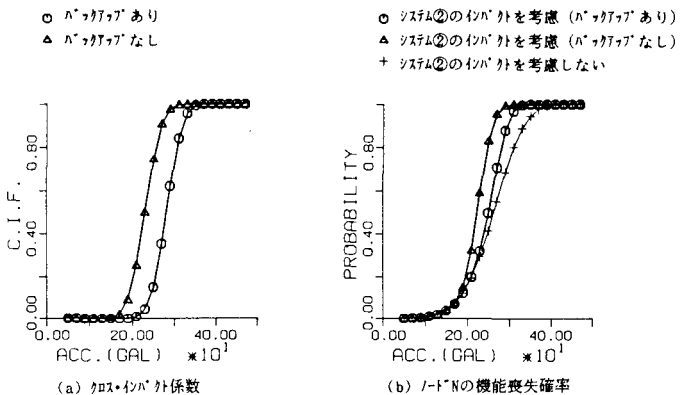 ○ バックアップあり
△ バックアップなし
○ システム②のインパクトを考慮(バックアップあり)
△ システム②のインパクトを考慮(バックアップなし)
+ システム②のインパクトを考慮しない
C.I.F.
0.80
0.40
0.00
0.00
20.00
40.00
ACC.(GAL) *10¹
(a) クロス・インパクト係数
PROBABILITY
0.80
0.40
0.00
0.00
20.00
40.00
ACC.(GAL) *10¹
(b) ノードNの機能喪失確率